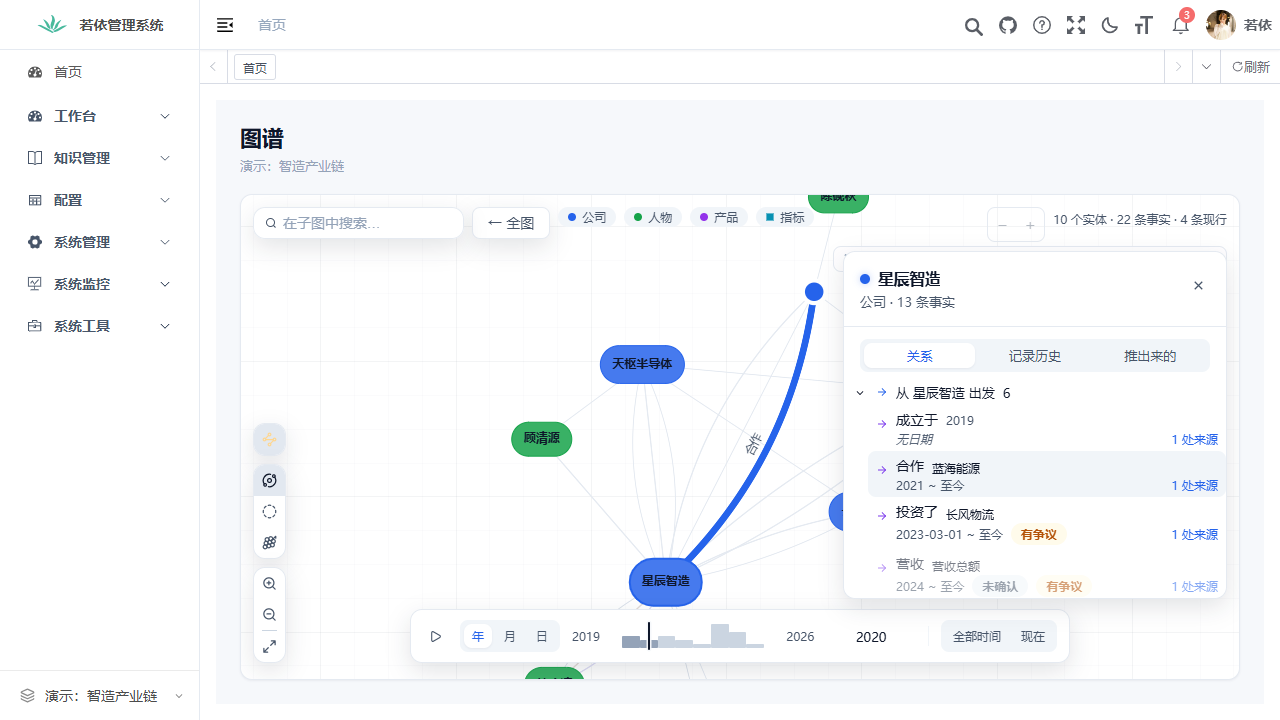 若依管理系统
首页
3
若依
首页
工作台
知识管理
配置
系统管理
系统监控
系统工具
演示：智造产业链
首页
刷新
图谱
演示：智造产业链
在子图中搜索...
← 全图
公司
人物
产品
指标
10 个实体 · 22 条事实 · 4 条现行
天枢半导体
顾清源
合作
星辰智造
星辰智造
公司 · 13 条事实
关系
记录历史
推出来的
从 星辰智造 出发 6
成立于 2019
无日期
1 处来源
合作 蓝海能源
2021 ~ 至今
1 处来源
投资了 长风物流
2023-03-01 ~ 至今 有争议
1 处来源
营收 营收总额
2024 ~ 至今 未确认 有争议
1 处来源
年
月
日
2019
2026
2020
全部时间
现在